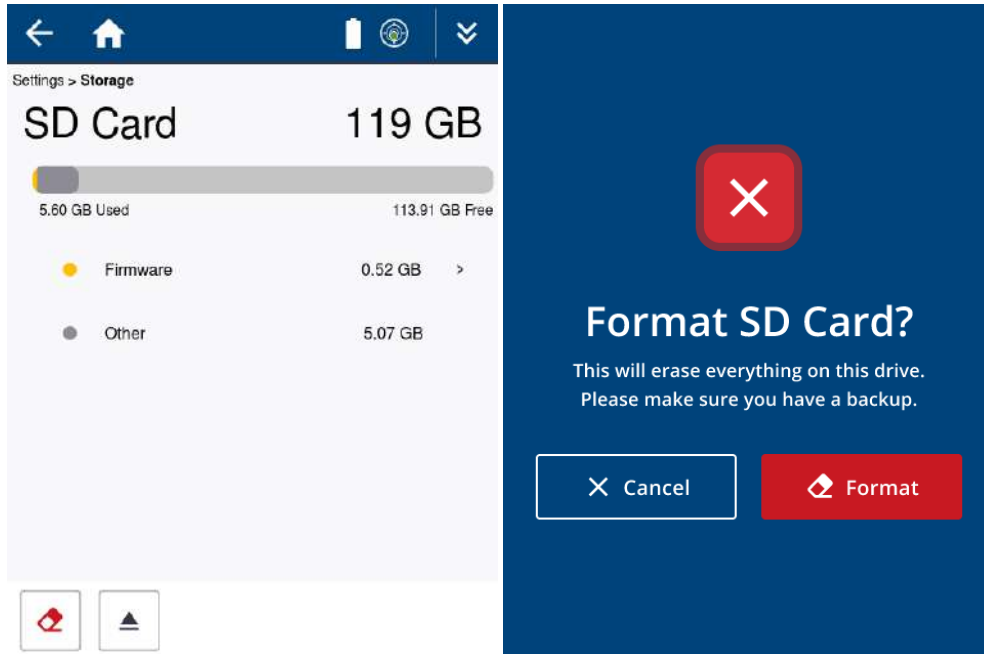 Settings > Storage
SD Card 119 GB
5.60 GB Used 113.91 GB Free
Firmware 0.52 GB >
Other 5.07 GB
Format SD Card?
This will erase everything on this drive.
Please make sure you have a backup.
Cancel Format